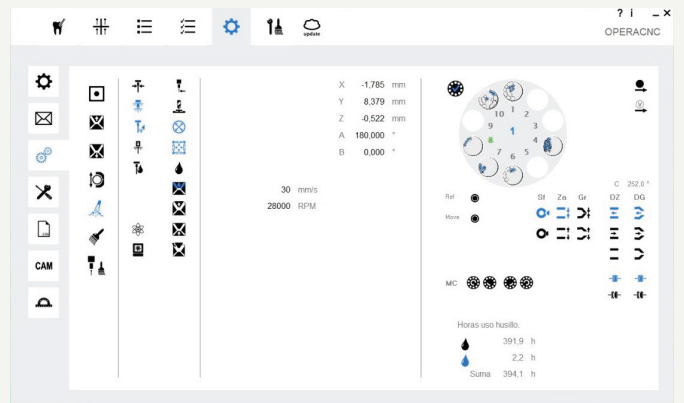 ? i
update
OPERACNC
X -1,785 mm
Y 8,379 mm
Z -0,522 mm
A 180,000 °
B 0,000 °
30 mm/s
28000 RPM
1
10 2
9 3
1
8 4
7 5
6
C 252,0 °
Ref Sf Za Gr DZ DG
Move
MC
CAM
Horas uso husillo.
391,9 h
2,2 h
Suma 394,1 h